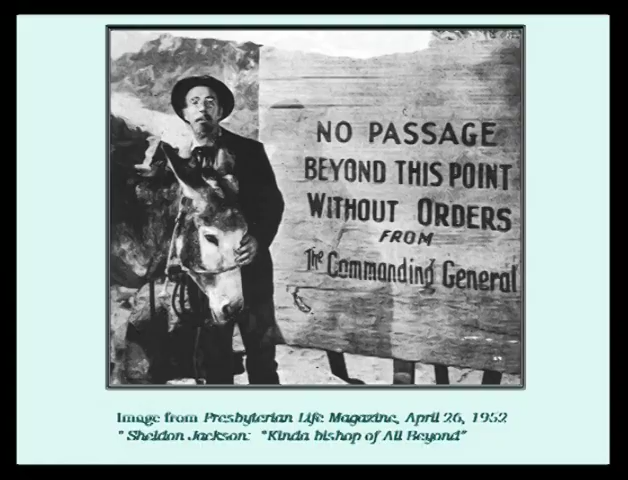 NO PASSAGE
BEYOND THIS POINT
WITHOUT ORDERS
FROM
The Commanding General
Image from Presbyterian Life Magazine, April 26, 1952
" Sheldon Jackson: "Kinda bishop of All Beyond"